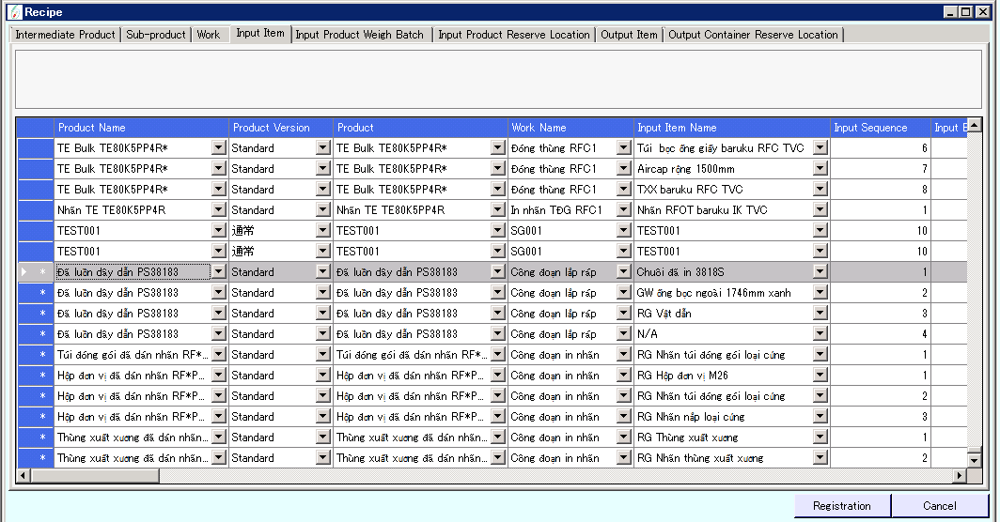 Recipe
Intermediate Product Sub-product Work Input Item Input Product Weigh Batch Input Product Reserve Location Output Item Output Container Reserve Location
Product Name Product Version Product Work Name Input Item Name Input Sequence Input B
TE Bulk TE80K5PP4R* Standard TE Bulk TE80K5PP4R* Đóng thùng RFC1 Túi bọc ống giấy baruku RFC TVC 6
TE Bulk TE80K5PP4R* Standard TE Bulk TE80K5PP4R* Đóng thùng RFC1 Aircap rộng 1500mm 7
TE Bulk TE80K5PP4R* Standard TE Bulk TE80K5PP4R* Đóng thùng RFC1 TXX baruku RFC TVC 8
Nhãn TE TE80K5PP4R Standard Nhãn TE TE80K5PP4R In nhãn TĐG RFC1 Nhãn RFOT baruku IK TVC 1
TEST001 通常 TEST001 SG001 TEST001 10
TEST001 通常 TEST001 SG001 TEST001 10
* Đã luồn dây dẫn PS38183 Standard Đã luồn dây dẫn PS38183 Công đoạn lắp ráp Chuôi đã in 3818S 1
* Đã luồn dây dẫn PS38183 Standard Đã luồn dây dẫn PS38183 Công đoạn lắp ráp GW ống bọc ngoài 1746mm xanh 2
* Đã luồn dây dẫn PS38183 Standard Đã luồn dây dẫn PS38183 Công đoạn lắp ráp RG Vật dẫn 3
* Đã luồn dây dẫn PS38183 Standard Đã luồn dây dẫn PS38183 Công đoạn lắp ráp N/A 4
* Túi đóng gói đã dán nhãn RF*... Standard Túi đóng gói đã dán nhãn RF*... Công đoạn in nhãn RG Nhãn túi đóng gói loại cứng 1
* Hộp đơn vị đã dán nhãn RF*P... Standard Hộp đơn vị đã dán nhãn RF*P... Công đoạn in nhãn RG Hộp đơn vị M26 1
* Hộp đơn vị đã dán nhãn RF*P... Standard Hộp đơn vị đã dán nhãn RF*P... Công đoạn in nhãn RG Nhãn túi đóng gói loại cứng 2
* Hộp đơn vị đã dán nhãn RF*P... Standard Hộp đơn vị đã dán nhãn RF*P... Công đoạn in nhãn RG Nhãn nắp loại cứng 3
* Thùng xuất xưởng đã dán nhãn... Standard Thùng xuất xưởng đã dán nhãn... Công đoạn in nhãn RG Thùng xuất xưởng 1
* Thùng xuất xưởng đã dán nhãn... Standard Thùng xuất xưởng đã dán nhãn... Công đoạn in nhãn RG Nhãn thùng xuất xưởng 2
Registration Cancel